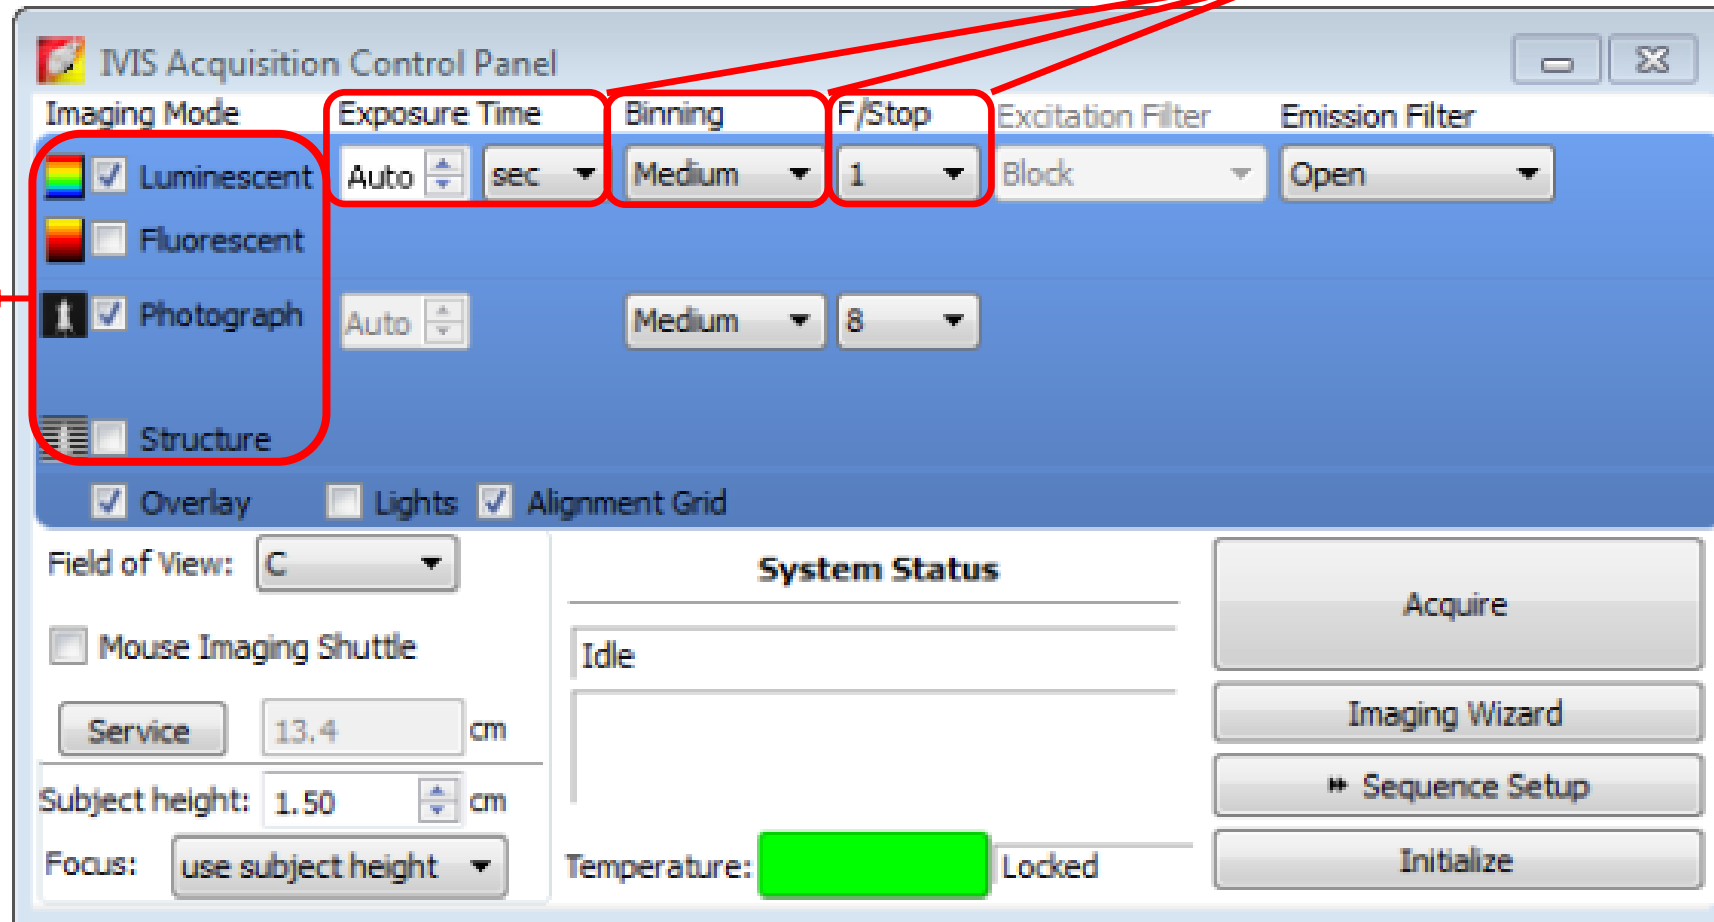 IVIS Acquisition Control Panel
Imaging Mode Exposure Time Binning F/Stop Excitation Filter Emission Filter
Luminescent Auto sec Medium 1 Block Open
Fluorescent
Photograph Auto Medium 8
Structure
Overlay Lights Alignment Grid
Field of View: C
Mouse Imaging Shuttle
Service 13.4 cm
Subject height: 1.50 cm
Focus: use subject height
System Status
Idle
Temperature: Locked
Acquire
Imaging Wizard
Sequence Setup
Initialize